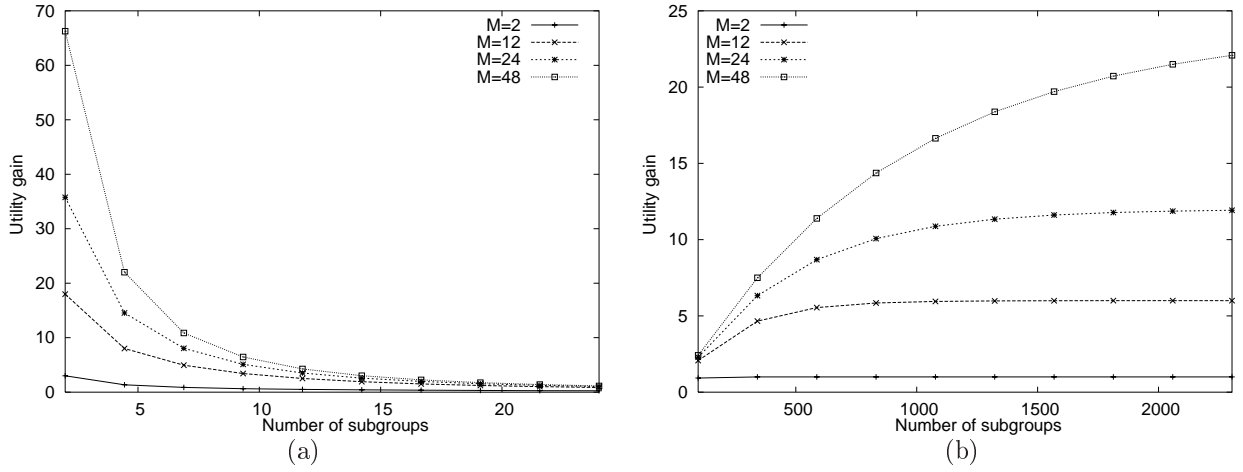 70
60
50
40
30
20
10
0
Utility gain
5
10
15
20
Number of subgroups
M=2
M=12
M=24
M=48
(a)
25
20
15
10
5
0
Utility gain
500
1000
1500
2000
Number of subgroups
M=2
M=12
M=24
M=48
(b)